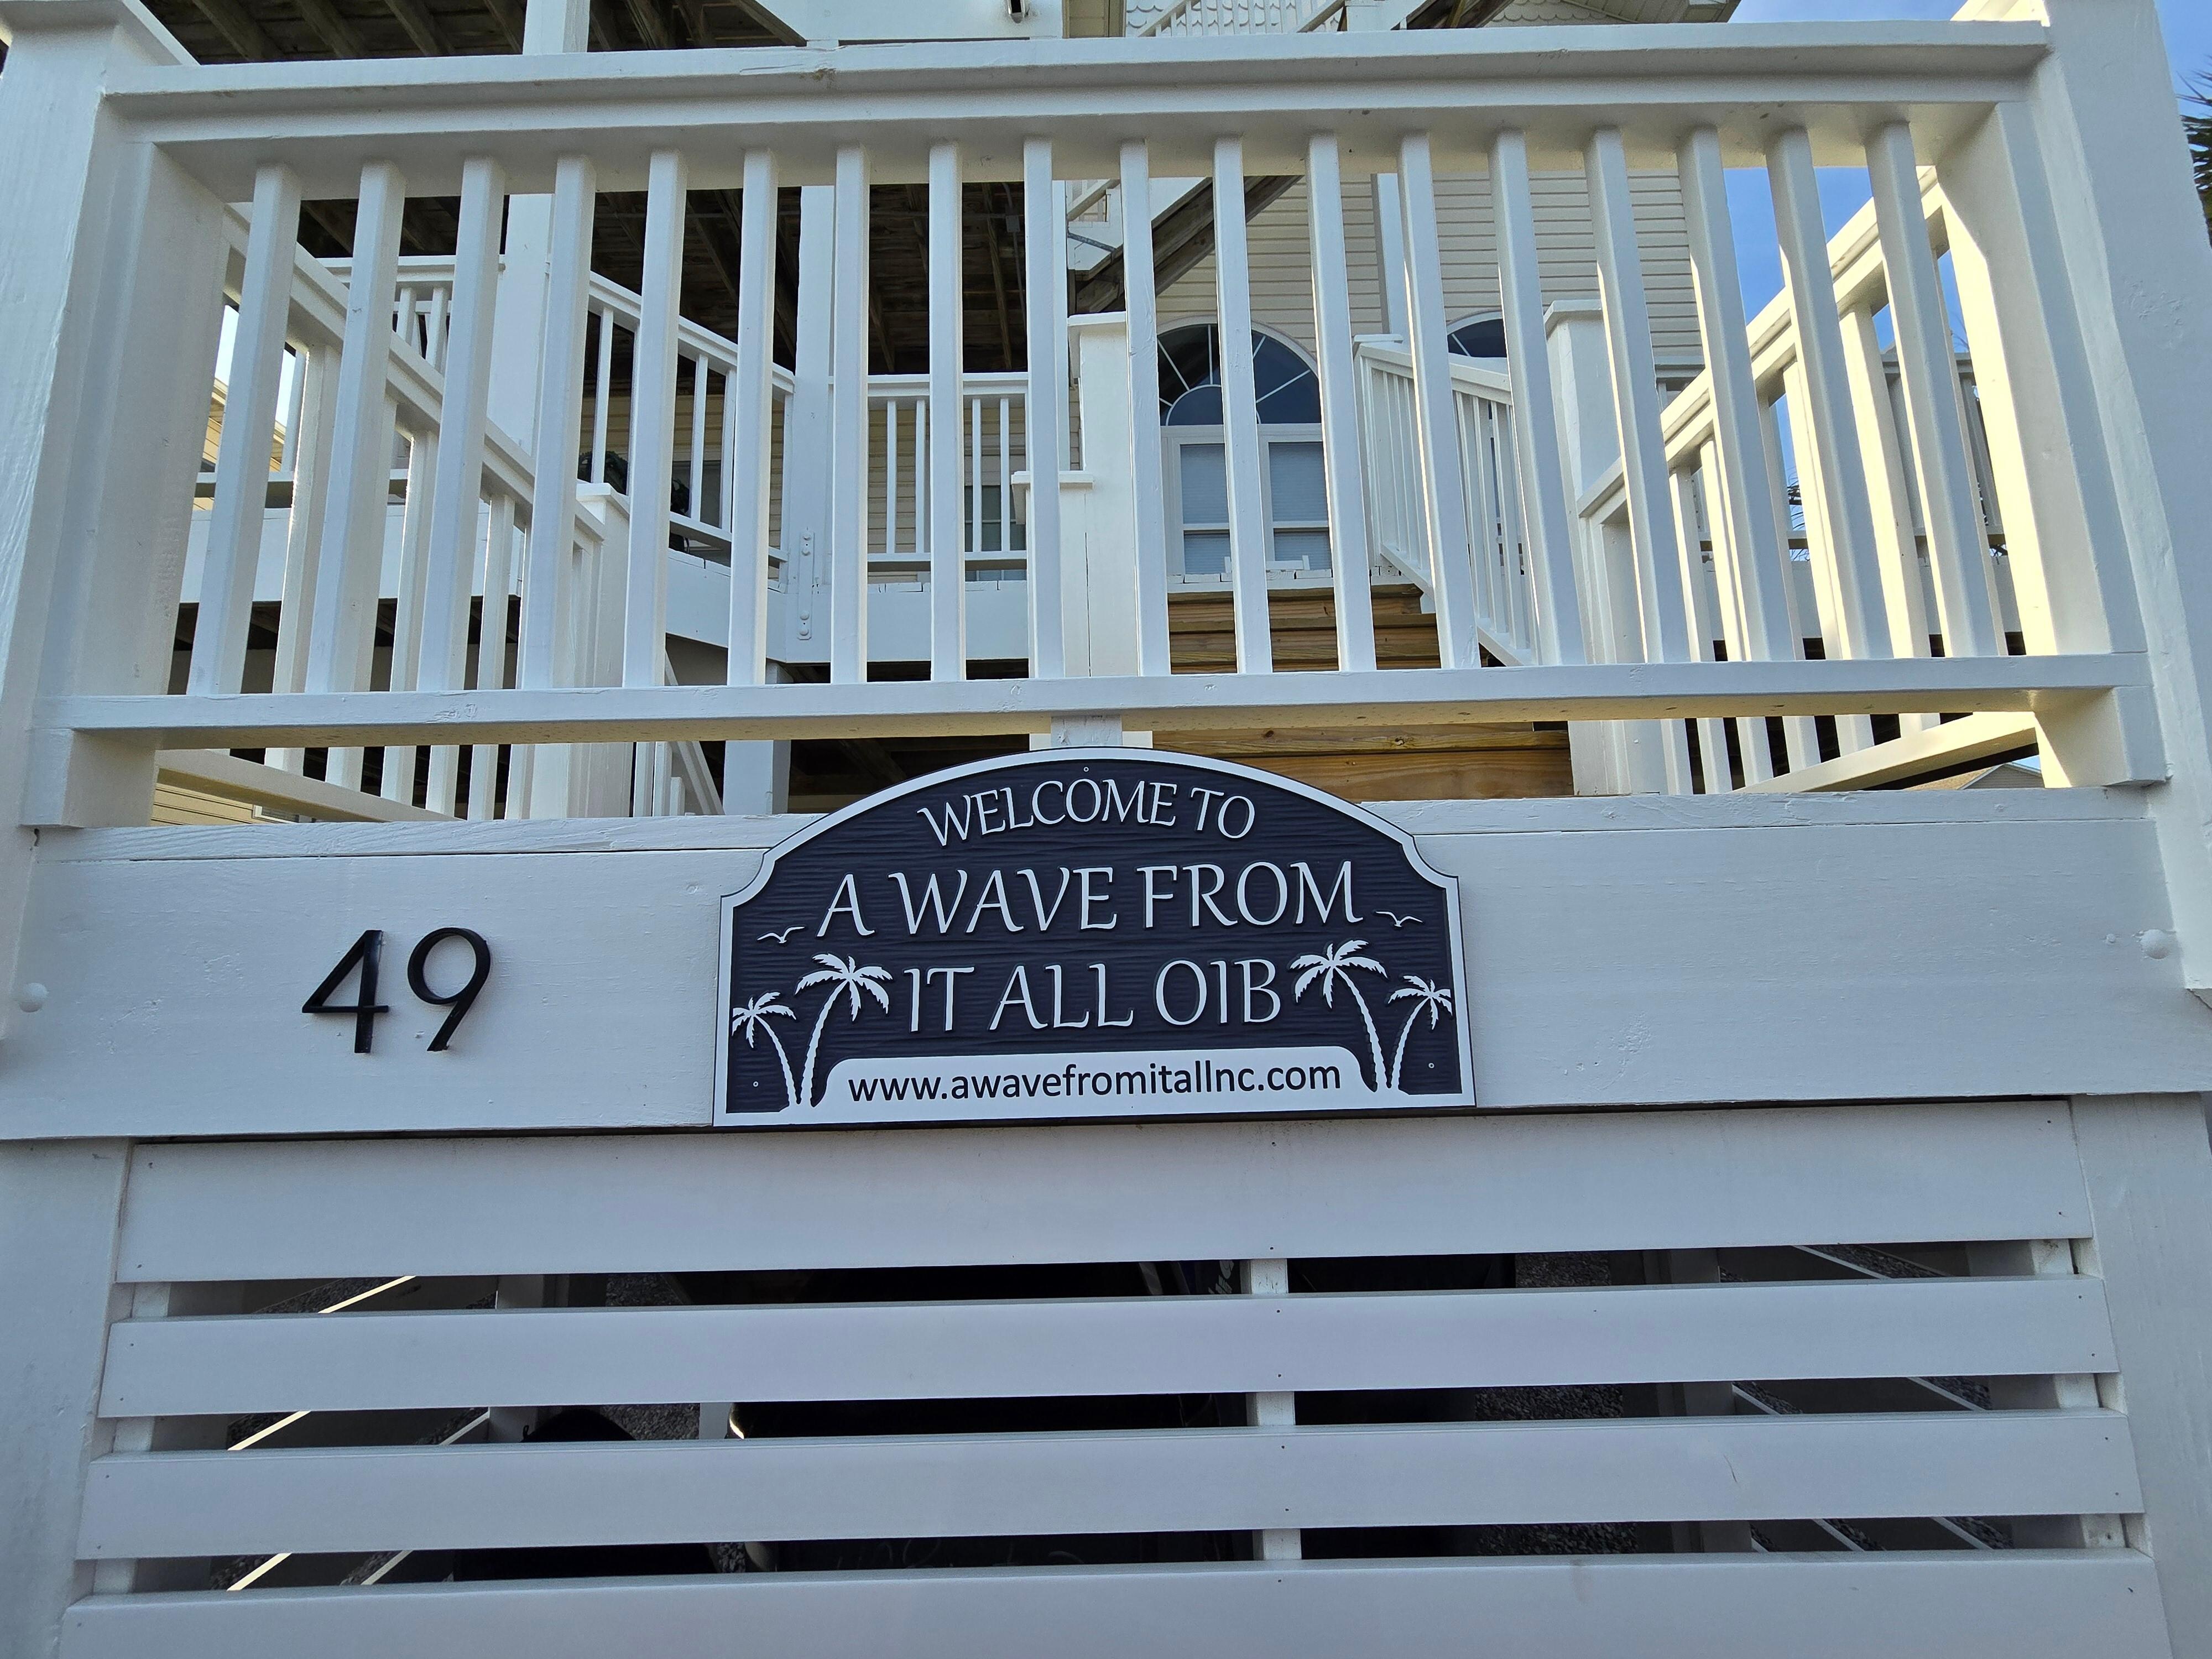 WELCOME TO
A WAVE FROM
IT ALL OIB
www.awavefromitallnc.com
49